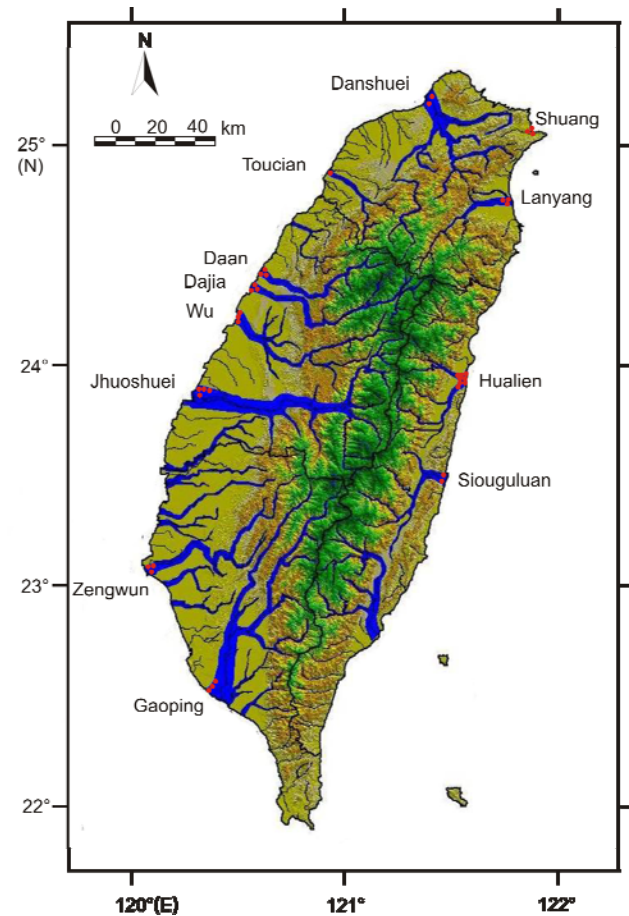 N
0 20 40 km
Danshuei
Shuang
25°
(N)
Toucian
Lanyang
Daan
Dajia
Wu
24°
Jhuoshuei
Hualien
Siouguluan
23°
Zengwun
Gaoping
22°
120°(E) 121° 122°